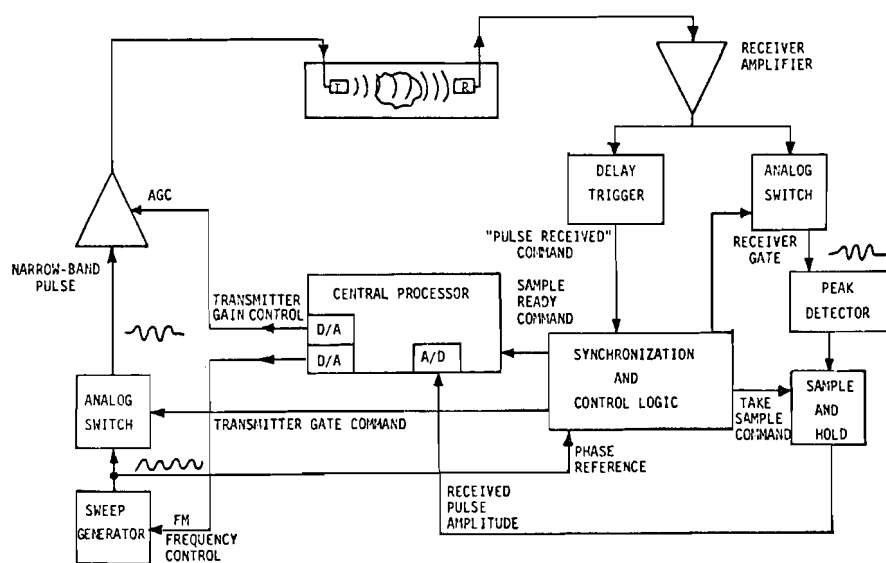 RECEIVER
AMPLIFIER
T
R
DELAY
TRIGGER
ANALOG
SWITCH
AGC
"PULSE RECEIVED"
COMMAND
RECEIVER
GATE
NARROW-BAND
PULSE
TRANSMITTER
GAIN CONTROL
CENTRAL PROCESSOR
D/A
D/A
A/D
SAMPLE
READY
COMMAND
PEAK
DETECTOR
SYNCHRONIZATION
AND
CONTROL LOGIC
ANALOG
SWITCH
TRANSMITTER GATE COMMAND
TAKE
SAMPLE
COMMAND
SAMPLE
AND
HOLD
PHASE
REFERENCE
SWEEP
GENERATOR
FM
FREQUENCY
CONTROL
RECEIVED
PULSE
AMPLITUDE